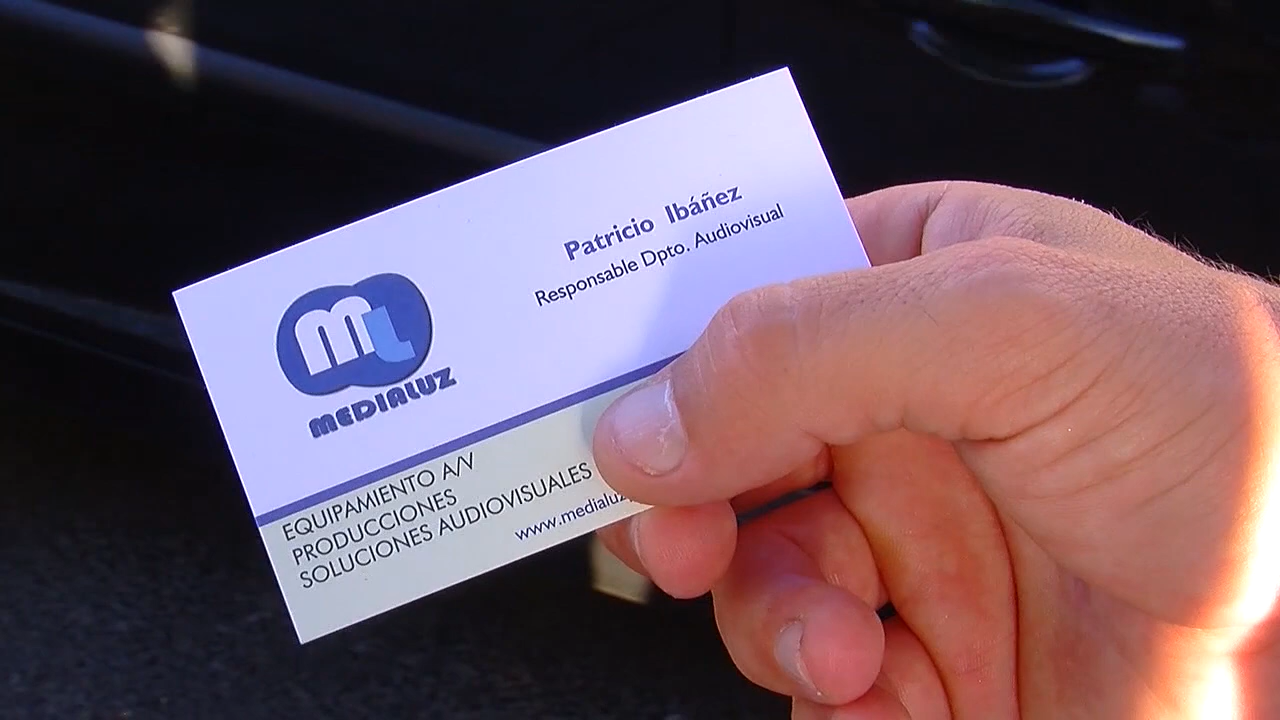 Patricio Ibáñez
Responsable Dpto. Audiovisual
mL
MEDIALUZ
EQUIPAMIENTO A/V
PRODUCCIONES
SOLUCIONES AUDIOVISUALES
www.medialuz